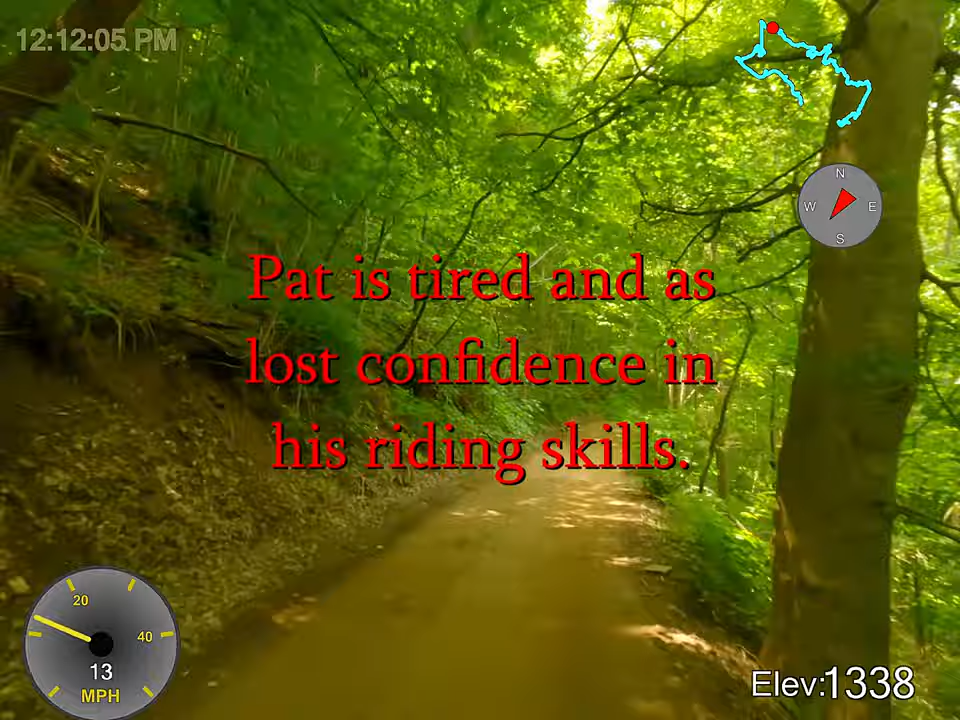 12:12:05 PM
N
W E
S
Pat is tired and as
lost confidence in
his riding skills.
20
40
13
MPH
Elev:1338